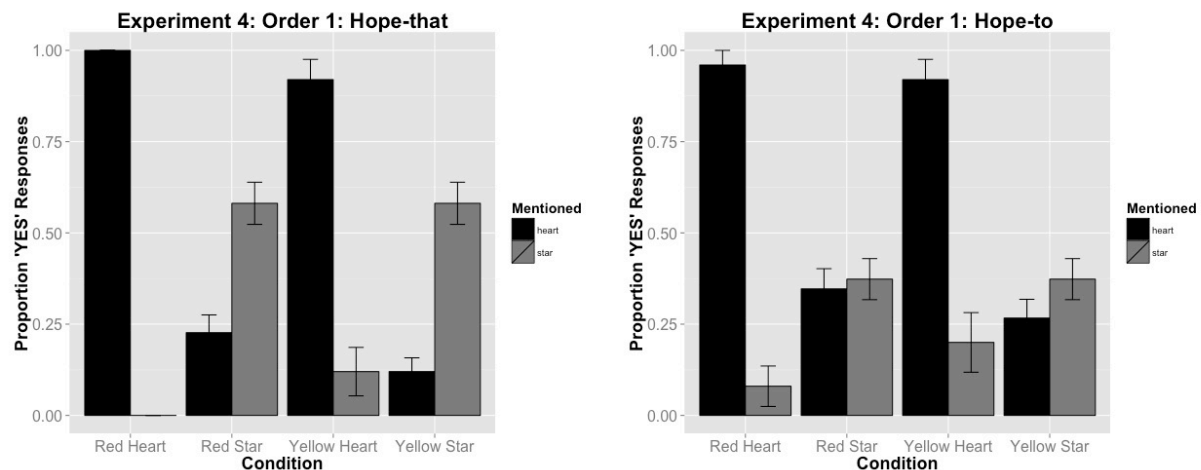 Experiment 4: Order 1: Hope-that
1.00
0.75
0.50
0.25
0.00
Proportion 'YES' Responses
Red Heart
Red Star
Yellow Heart
Yellow Star
Condition
Mentioned
heart
star
Experiment 4: Order 1: Hope-to
1.00
0.75
0.50
0.25
0.00
Proportion 'YES' Responses
Red Heart
Red Star
Yellow Heart
Yellow Star
Condition
Mentioned
heart
star